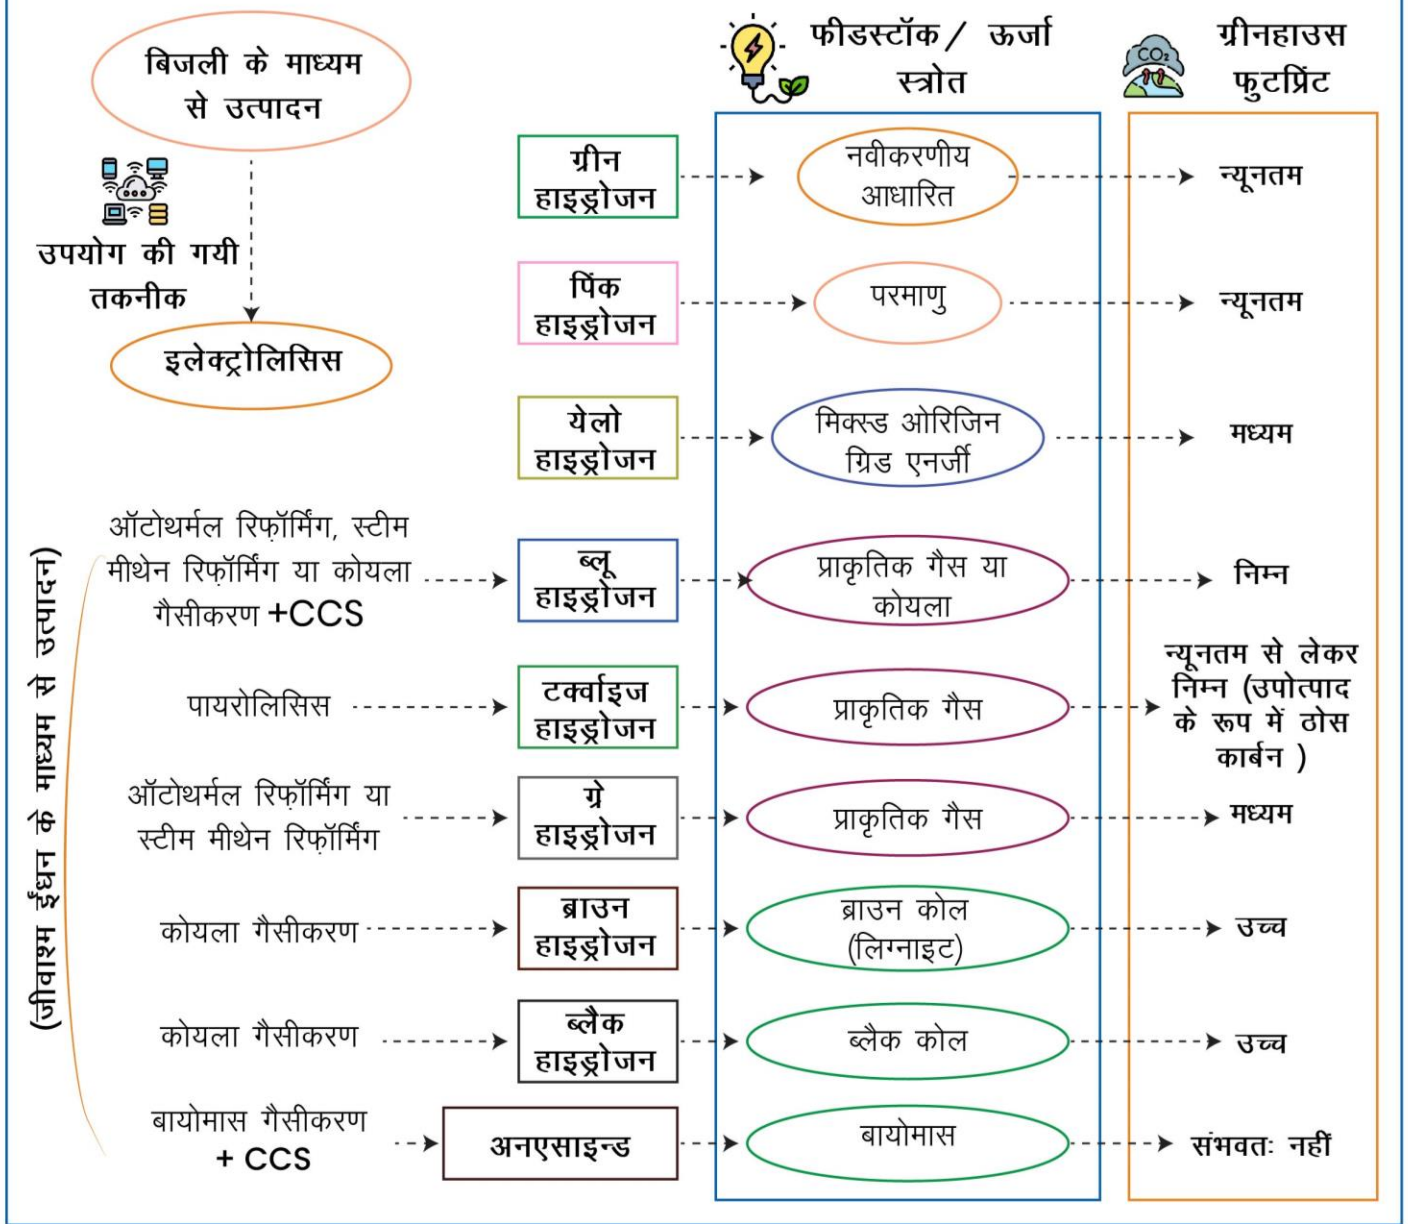 बिजली के माध्यम
से उत्पादन
उपयोग की गयी
तकनीक
इलेक्ट्रोलिसिस
फीडस्टॉक / ऊर्जा
स्त्रोत
CO₂
ग्रीनहाउस
फुटप्रिंट
ग्रीन
हाइड्रोजन
नवीकरणीय
आधारित
न्यूनतम
पिंक
हाइड्रोजन
परमाणु
न्यूनतम
येलो
हाइड्रोजन
मिक्स्ड ओरिजिन
ग्रिड एनर्जी
मध्यम
(जीवाश्म ईंधन के माध्यम से उत्पादन)
ऑटोथर्मल रिफ़ॉर्मिंग, स्टीम
मीथेन रिफ़ॉर्मिंग या कोयला
गैसीकरण +CCS
ब्लू
हाइड्रोजन
प्राकृतिक गैस या
कोयला
निम्न
पायरोलिसिस
टर्क्वाइज
हाइड्रोजन
प्राकृतिक गैस
न्यूनतम से लेकर
निम्न (उपोत्पाद
के रूप में ठोस
कार्बन )
ऑटोथर्मल रिफ़ॉर्मिंग या
स्टीम मीथेन रिफ़ॉर्मिंग
ग्रे
हाइड्रोजन
प्राकृतिक गैस
मध्यम
कोयला गैसीकरण
ब्राउन
हाइड्रोजन
ब्राउन कोल
(लिग्नाइट)
उच्च
कोयला गैसीकरण
ब्लैक
हाइड्रोजन
ब्लैक कोल
उच्च
बायोमास गैसीकरण
+ CCS
अनएसाइन्ड
बायोमास
संभवतः नहीं